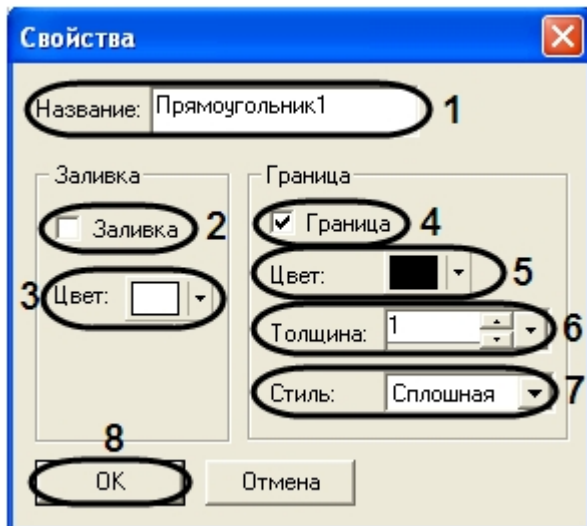 Свойства
Название: Прямоугольник1 1
Заливка
Заливка 2
3 Цвет:
Граница
Граница 4
Цвет: 5
Толщина: 1 6
Стиль: Сплошная 7
8
ОК Отмена